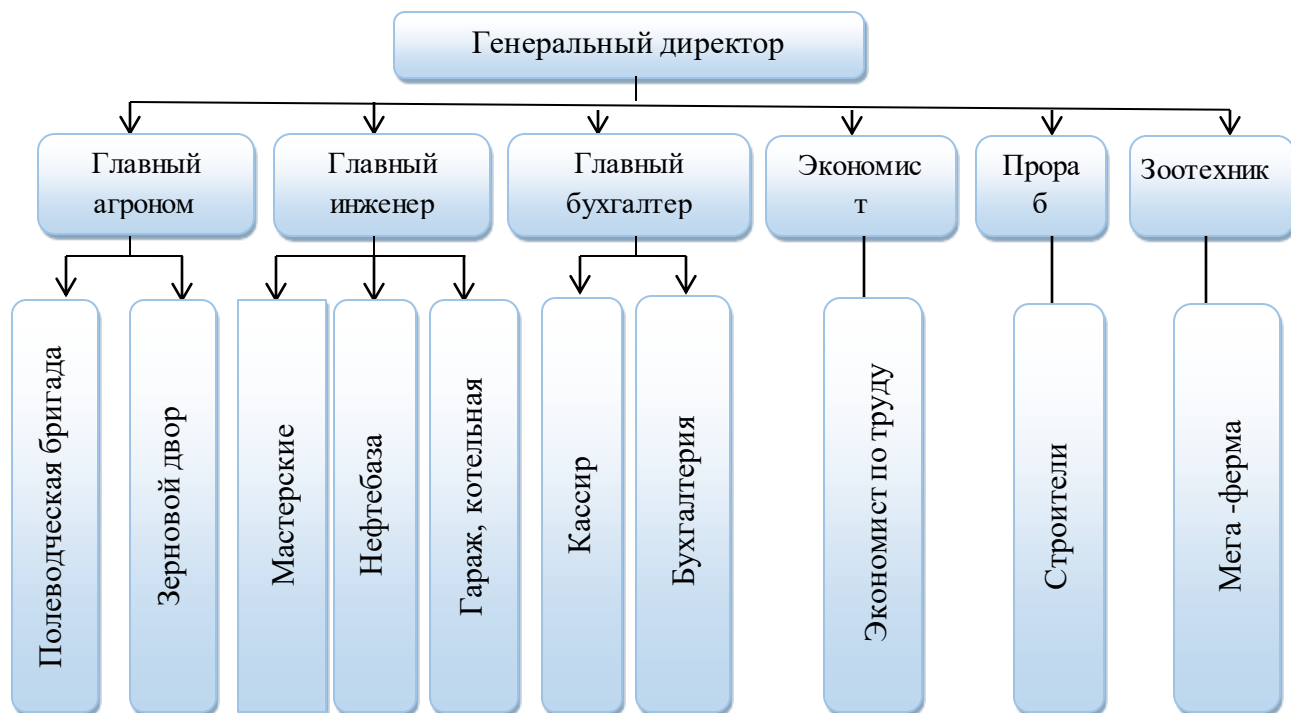 Генеральный директор
Главный
агроном
Главный
инженер
Главный
бухгалтер
Экономис
т
Прора
б
Зоотехник
Полеводческая бригада
Зерновой двор
Мастерские
Нефтебаза
Гараж, котельная
Кассир
Бухгалтерия
Экономист по труду
Строители
Мега -ферма